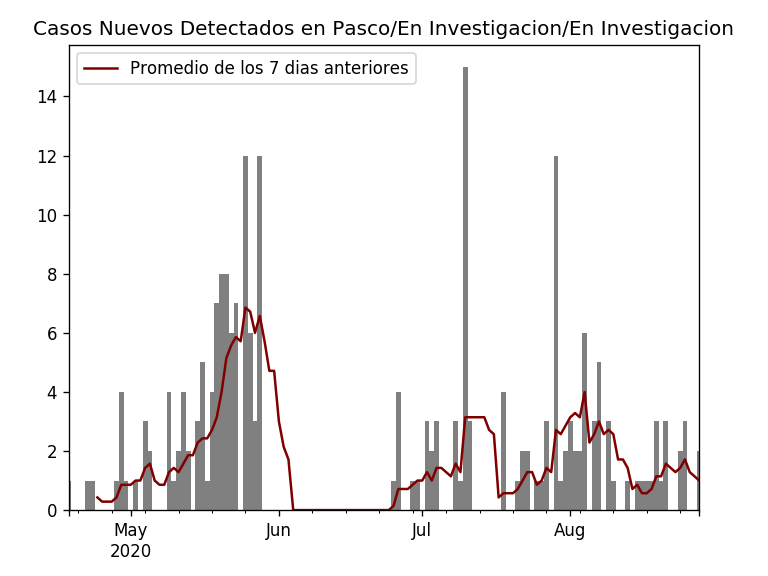 Casos Nuevos Detectados en Pasco/En Investigacion/En Investigacion
Promedio de los 7 dias anteriores
14
12
10
8
6
4
2
0
May
2020
Jun
Jul
Aug